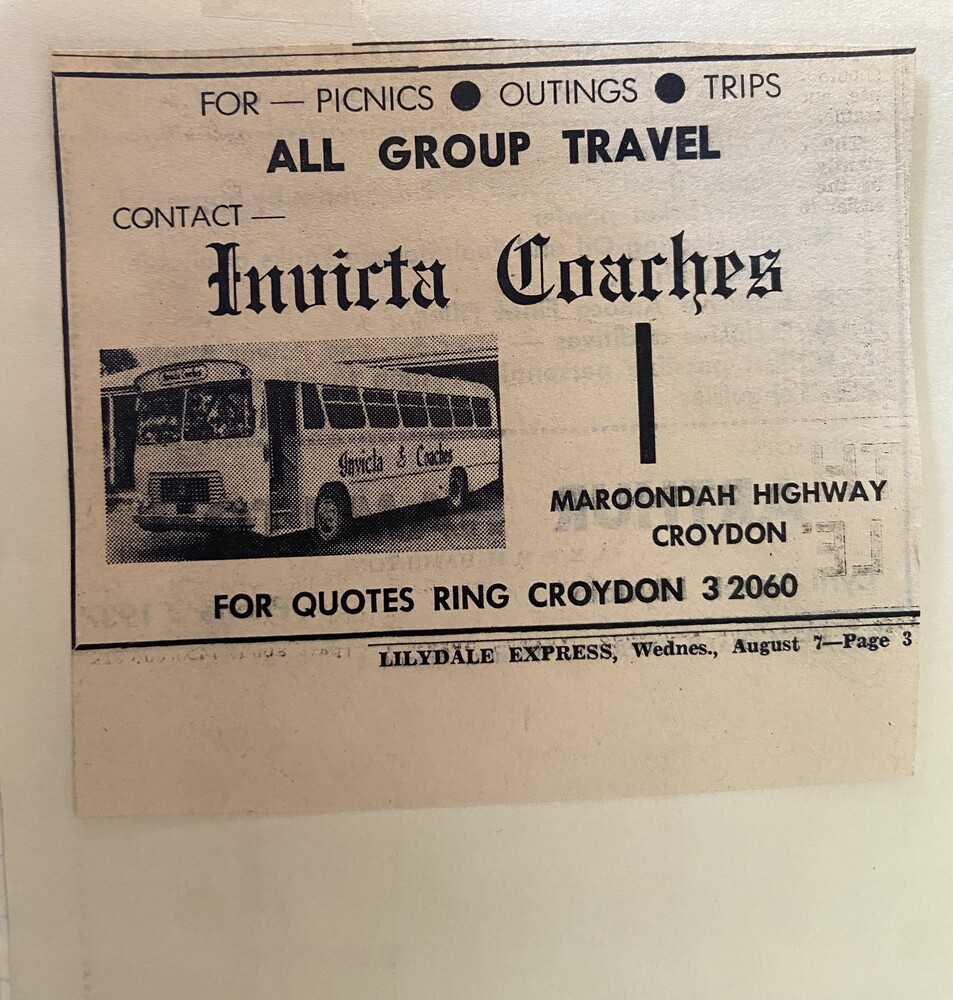 FOR — PICNICS ● OUTINGS ● TRIPS
ALL GROUP TRAVEL
CONTACT —
Invicta Coaches
Invicta Coaches
MAROONDAH HIGHWAY
CROYDON
FOR QUOTES RING CROYDON 3 2060
LILYDALE EXPRESS, Wednes., August 7—Page 3